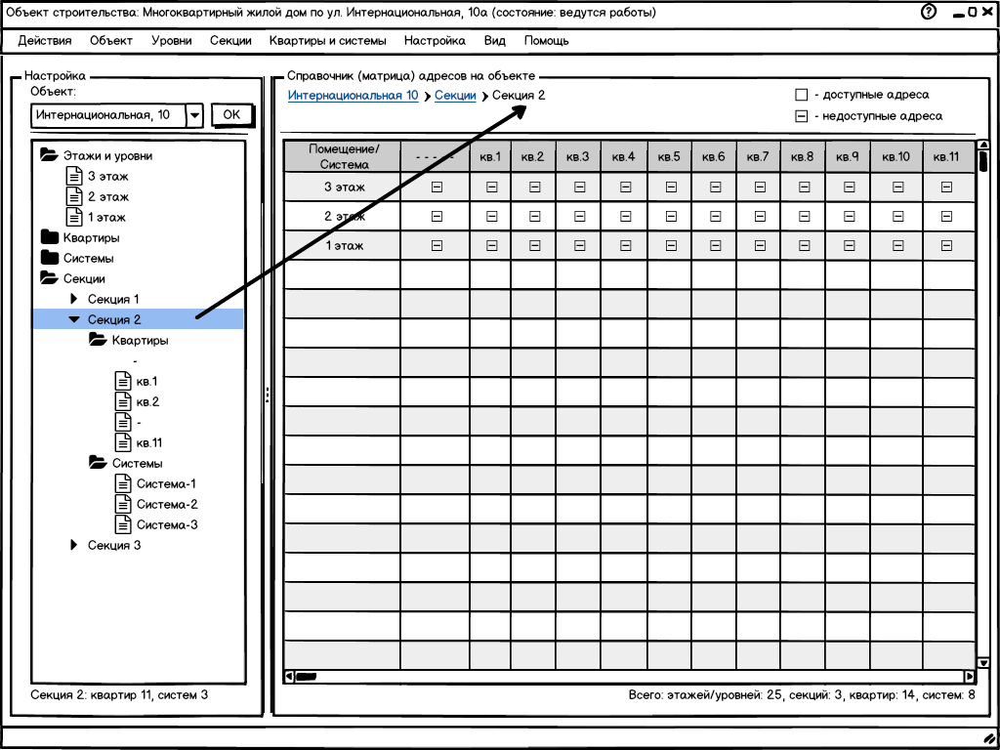 Объект строительства: Многоквартирный жилой дом по ул. Интернациональная, 10а (состояние: ведутся работы)
?
Действия Объект Уровни Секции Квартиры и системы Настройка Вид Помощь
Настройка
Объект:
Интернациональная, 10 OK
Этажи и уровни
3 этаж
2 этаж
1 этаж
Квартиры
Системы
Секции
Секция 1
Секция 2
Квартиры
-
кв.1
кв.2
-
кв.11
Системы
Система-1
Система-2
Система-3
Секция 3
Секция 2: квартир 11, систем 3
Справочник (матрица) адресов на объекте
Интернациональная 10 > Секции > Секция 2
- доступные адреса
- недоступные адреса
Помещение/
Система
- - - - - кв.1 кв.2 кв.3 кв.4 кв.5 кв.6 кв.7 кв.8 кв.9 кв.10 кв.11
3 этаж
2 этаж
1 этаж
Всего: этажей/уровней: 25, секций: 3, квартир: 14, систем: 8